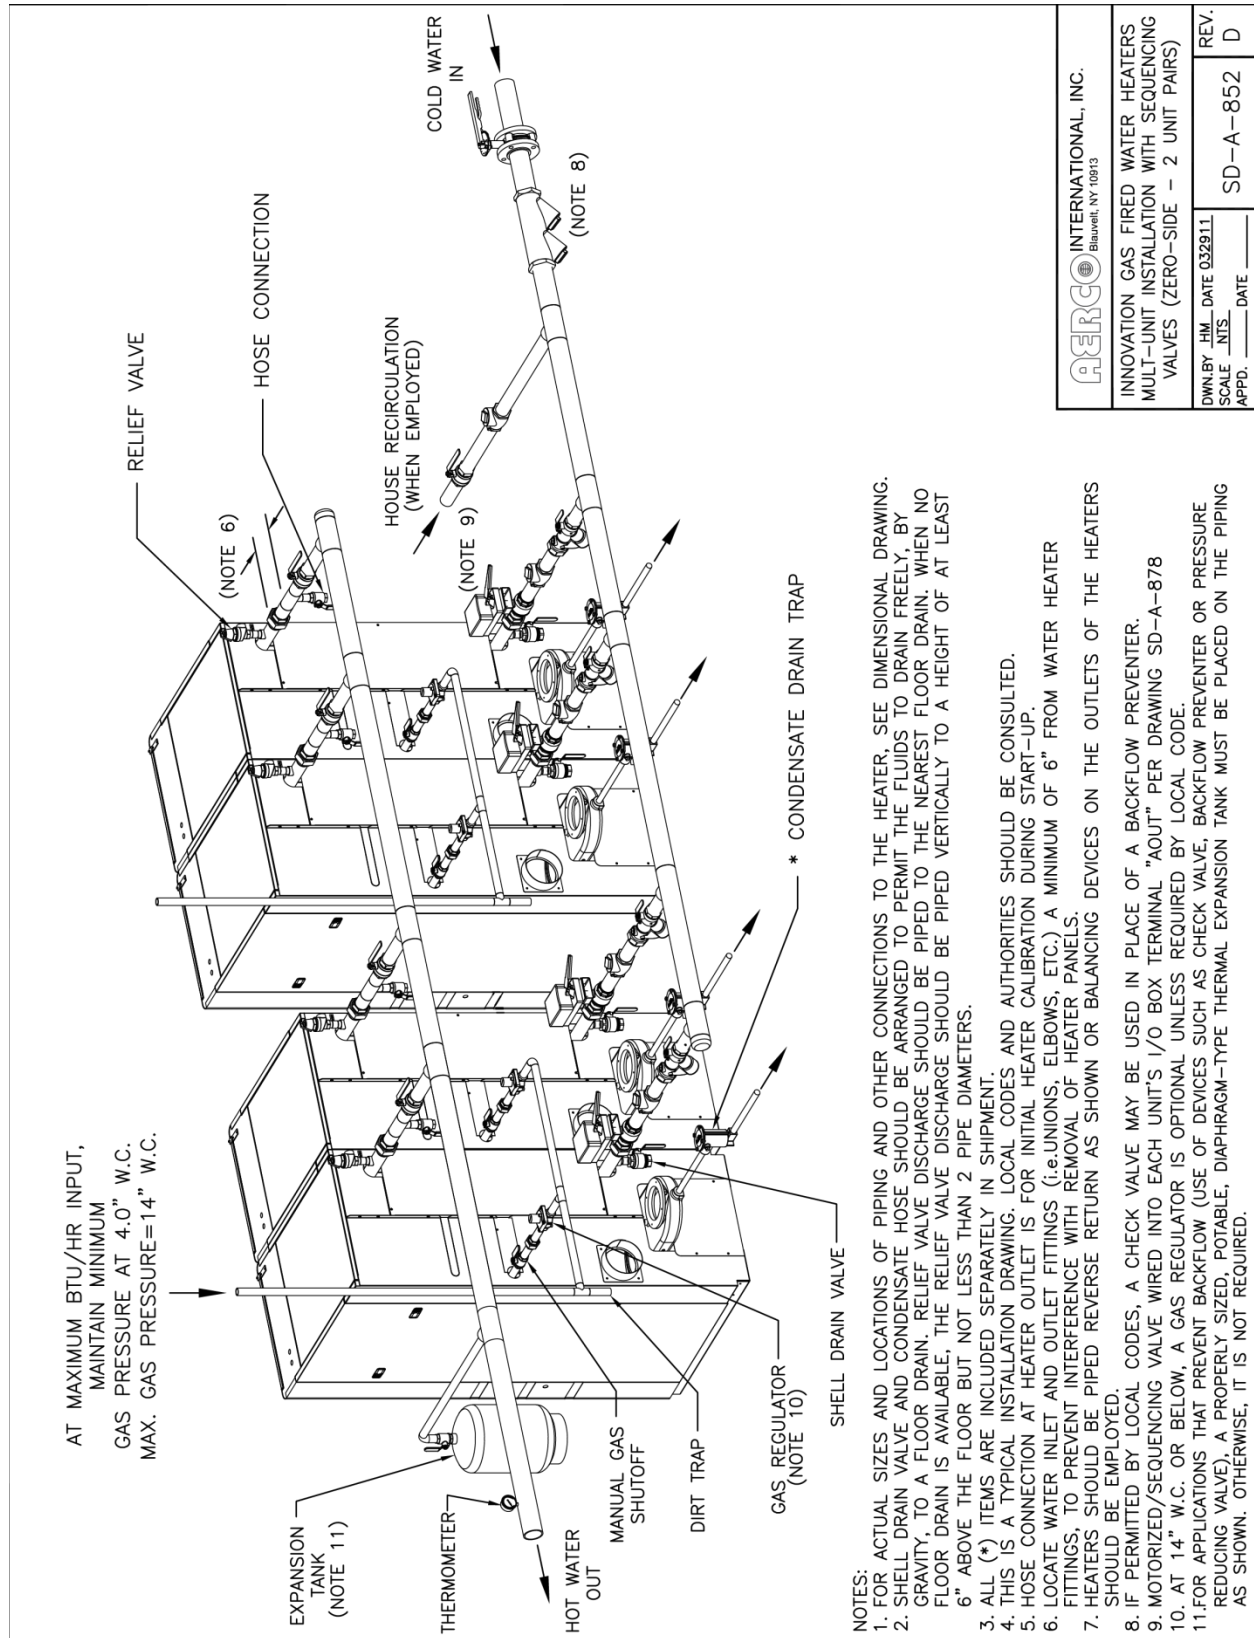 AT MAXIMUM BTU/HR INPUT,
MAINTAIN MINIMUM
GAS PRESSURE AT 4.0" W.C.
MAX. GAS PRESSURE=14" W.C.
RELIEF VALVE
HOSE CONNECTION
(NOTE 6)
COLD WATER
IN
HOUSE RECIRCULATION
(WHEN EMPLOYED)
(NOTE 9)
(NOTE 8)
EXPANSION
TANK
(NOTE 11)
THERMOMETER
HOT WATER
OUT
MANUAL GAS
SHUTOFF
DIRT TRAP
GAS REGULATOR
(NOTE 10)
SHELL DRAIN VALVE
* CONDENSATE DRAIN TRAP
NOTES:
1. FOR ACTUAL SIZES AND LOCATIONS OF PIPING AND OTHER CONNECTIONS TO THE HEATER, SEE DIMENSIONAL DRAWING.
2. SHELL DRAIN VALVE AND CONDENSATE HOSE SHOULD BE ARRANGED TO PERMIT THE FLUIDS TO DRAIN FREELY, BY
GRAVITY, TO A FLOOR DRAIN. RELIEF VALVE DISCHARGE SHOULD BE PIPED TO THE NEAREST FLOOR DRAIN. WHEN NO
FLOOR DRAIN IS AVAILABLE, THE RELIEF VALVE DISCHARGE SHOULD BE PIPED VERTICALLY TO A HEIGHT OF AT LEAST
6" ABOVE THE FLOOR BUT NOT LESS THAN 2 PIPE DIAMETERS.
3. ALL (*) ITEMS ARE INCLUDED SEPARATELY IN SHIPMENT.
4. THIS IS A TYPICAL INSTALLATION DRAWING. LOCAL CODES AND AUTHORITIES SHOULD BE CONSULTED.
5. HOSE CONNECTION AT HEATER OUTLET IS FOR INITIAL HEATER CALIBRATION DURING START-UP.
6. LOCATE WATER INLET AND OUTLET FITTINGS (i.e.UNIONS, ELBOWS, ETC.) A MINIMUM OF 6" FROM WATER HEATER
FITTINGS, TO PREVENT INTERFERENCE WITH REMOVAL OF HEATER PANELS.
7. HEATERS SHOULD BE PIPED REVERSE RETURN AS SHOWN OR BALANCING DEVICES ON THE OUTLETS OF THE HEATERS
SHOULD BE EMPLOYED.
8. IF PERMITTED BY LOCAL CODES, A CHECK VALVE MAY BE USED IN PLACE OF A BACKFLOW PREVENTER.
9. MOTORIZED/SEQUENCING VALVE WIRED INTO EACH UNIT'S I/O BOX TERMINAL "AOUT" PER DRAWING SD-A-878
10. AT 14" W.C. OR BELOW, A GAS REGULATOR IS OPTIONAL UNLESS REQUIRED BY LOCAL CODE.
11.FOR APPLICATIONS THAT PREVENT BACKFLOW (USE OF DEVICES SUCH AS CHECK VALVE, BACKFLOW PREVENTER OR PRESSURE
REDUCING VALVE), A PROPERLY SIZED, POTABLE, DIAPHRAGM-TYPE THERMAL EXPANSION TANK MUST BE PLACED ON THE PIPING
AS SHOWN. OTHERWISE, IT IS NOT REQUIRED.
AERCO INTERNATIONAL, INC.
Blauvelt, NY 10913
INNOVATION GAS FIRED WATER HEATERS
MULT-UNIT INSTALLATION WITH SEQUENCING
VALVES (ZERO-SIDE - 2 UNIT PAIRS)
DWN.BY HM DATE 032911
SCALE NTS
APPD. DATE
SD-A-852
REV.
D